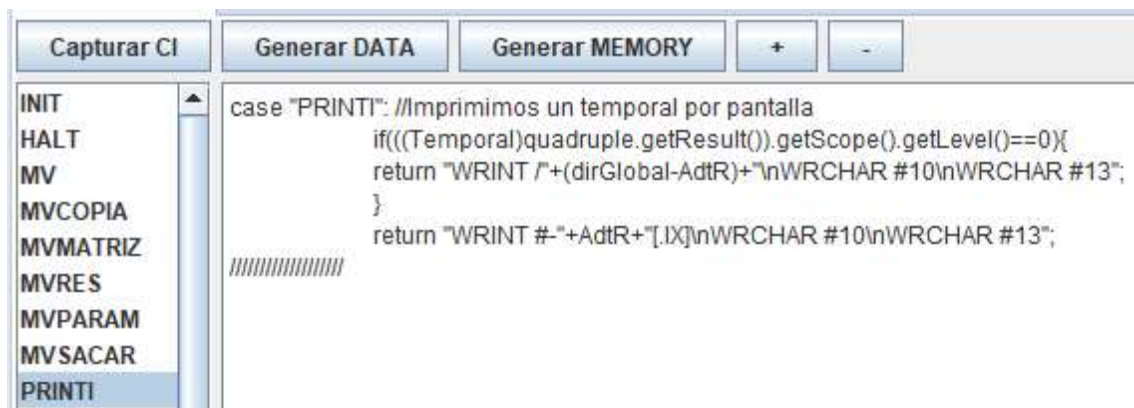 Capturar CI Generar DATA Generar MEMORY + -
INIT
HALT
MV
MVCOPIA
MVMATRIZ
MVRES
MVPARAM
MVSACAR
PRINTI
case "PRINTI": //Imprimimos un temporal por pantalla
if(((Temporal)quadruple.getResult()).getScope().getLevel()==0){
return "WRINT /"+(dirGlobal-AdtR)+"\nWRCHAR #10\nWRCHAR #13";
}
return "WRINT #-"+AdtR+"[.IX]\nWRCHAR #10\nWRCHAR #13";
///////////////////